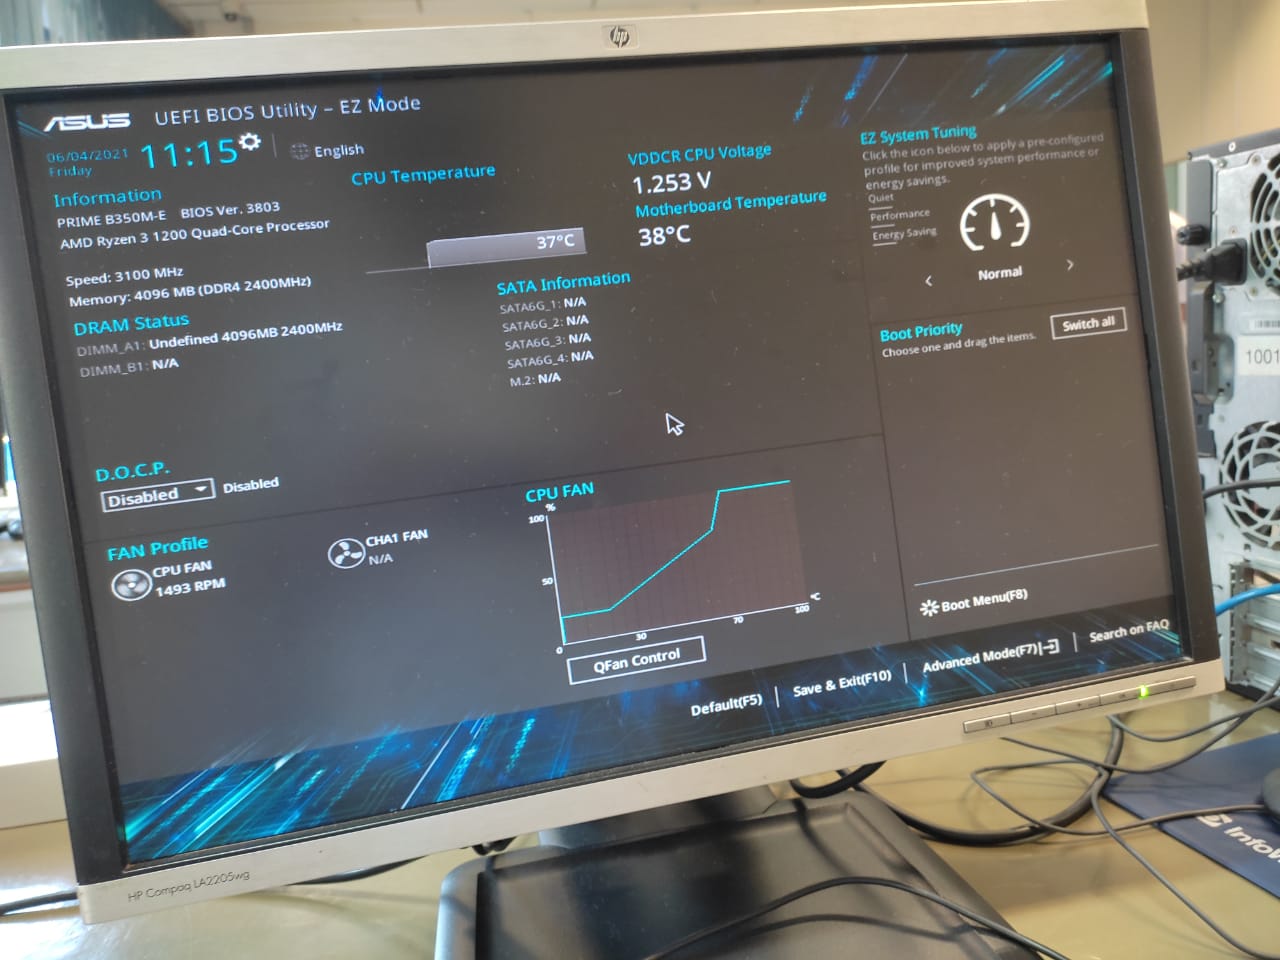 hp
ASUS UEFI BIOS Utility – EZ Mode
06/04/2021
Friday
11:15
English
Information
PRIME B350M-E BIOS Ver. 3803
AMD Ryzen 3 1200 Quad-Core Processor
Speed: 3100 MHz
Memory: 4096 MB (DDR4 2400MHz)
DRAM Status
DIMM_A1: Undefined 4096MB 2400MHz
DIMM_B1: N/A
D.O.C.P.
Disabled Disabled
FAN Profile
CPU FAN
1493 RPM
CHA1 FAN
N/A
CPU Temperature
37°C
VDDCR CPU Voltage
1.253 V
Motherboard Temperature
38°C
SATA Information
SATA6G_1: N/A
SATA6G_2: N/A
SATA6G_3: N/A
SATA6G_4: N/A
M.2: N/A
CPU FAN
%
100
50
0
30
70
100
°C
QFan Control
EZ System Tuning
Click the icon below to apply a pre-configured
profile for improved system performance or
energy savings.
Quiet
Performance
Energy Saving
Normal
Boot Priority
Choose one and drag the items.
Switch all
Boot Menu(F8)
Default(F5)
Save & Exit(F10)
Advanced Mode(F7)
Search on FAQ
HP Compaq LA2205wg
1001